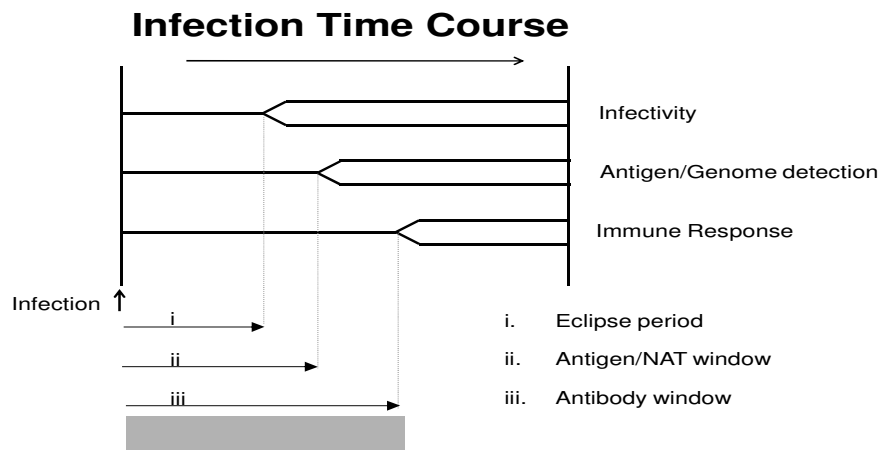 Infection Time Course
Infectivity
Antigen/Genome detection
Immune Response
Infection
i
ii
iii
i. Eclipse period
ii. Antigen/NAT window
iii. Antibody window